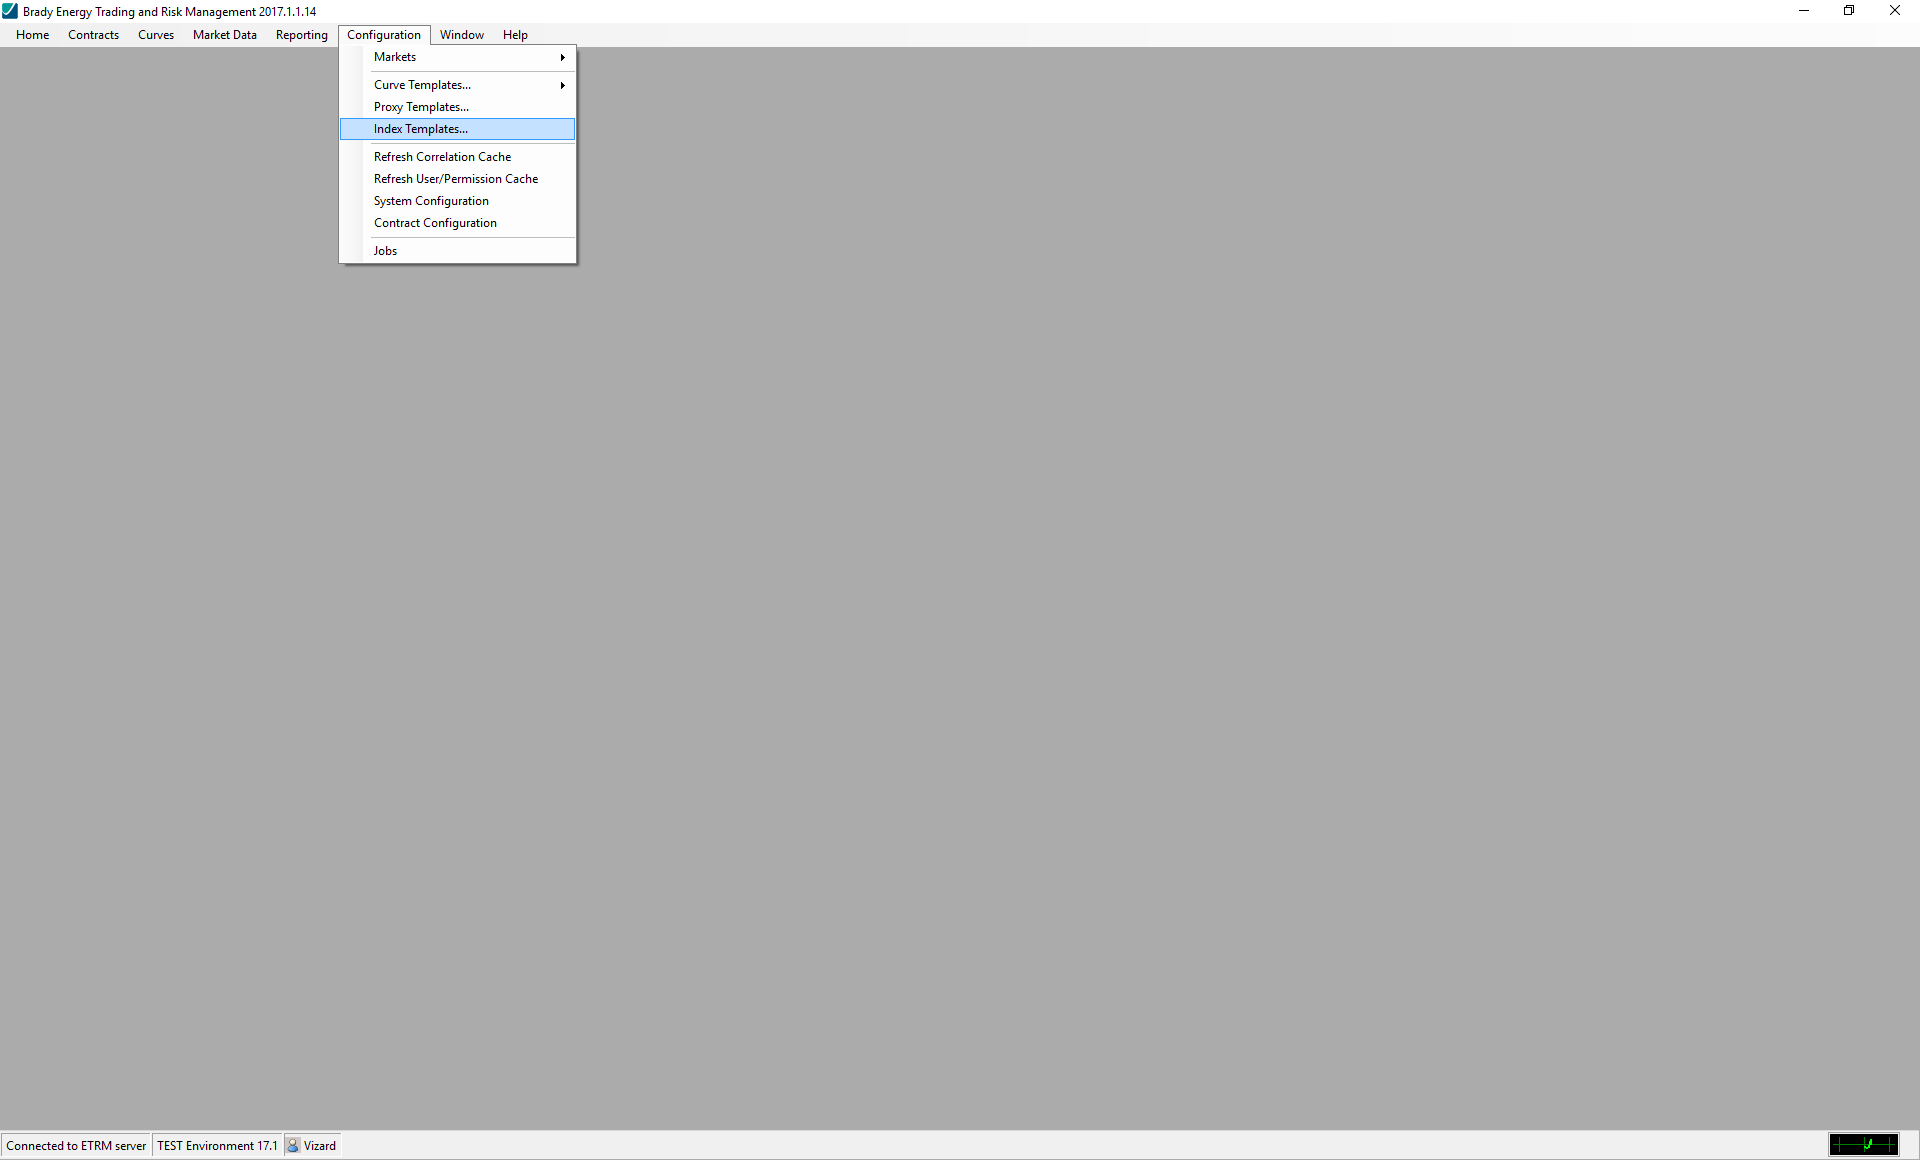 Brady Energy Trading and Risk Management 2017.1.1.14
Home Contracts Curves Market Data Reporting Configuration Window Help
Markets
Curve Templates...
Proxy Templates...
Index Templates...
Refresh Correlation Cache
Refresh User/Permission Cache
System Configuration
Contract Configuration
Jobs
Connected to ETRM server TEST Environment 17.1 Vizard